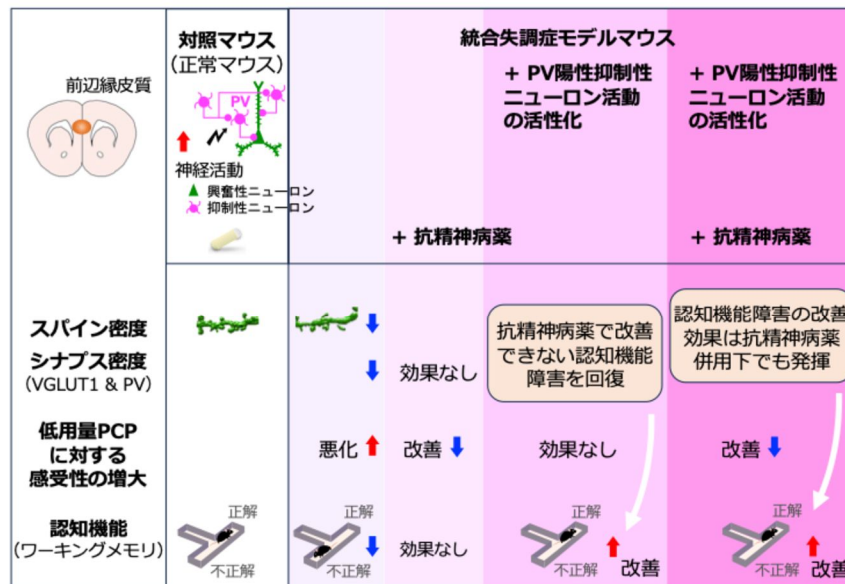 対照マウス
(正常マウス)
統合失調症モデルマウス
前辺縁皮質
PV
+ PV陽性抑制性
ニューロン活動
の活性化
+ PV陽性抑制性
ニューロン活動
の活性化
神経活動
興奮性ニューロン
抑制性ニューロン
+ 抗精神病薬
+ 抗精神病薬
スパイン密度
シナプス密度
(VGLUT1 & PV)
効果なし
抗精神病薬で改善
できない認知機能
障害を回復
認知機能障害の改善
効果は抗精神病薬
併用下でも発揮
低用量PCP
に対する
感受性の増大
悪化
改善
効果なし
改善
認知機能
(ワーキングメモリ)
正解
不正解
正解
不正解
効果なし
正解
不正解
改善
正解
不正解
改善